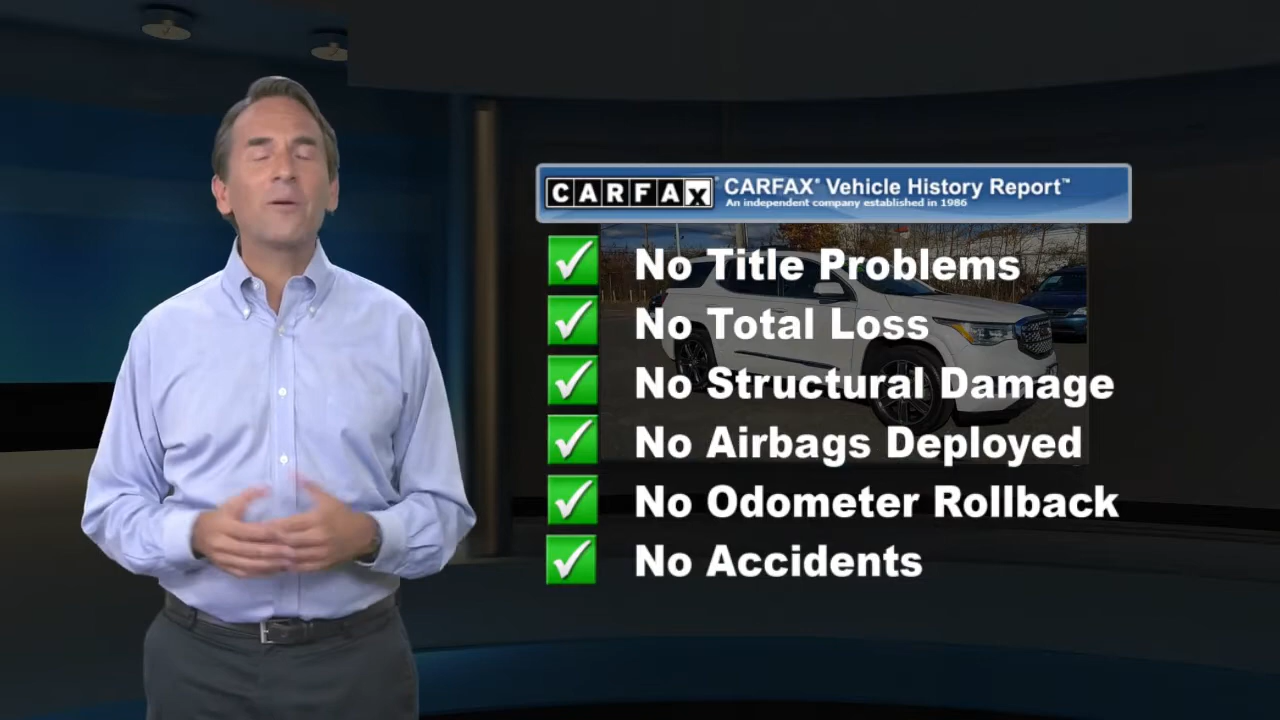 CARFAX® CARFAX® Vehicle History Report™
An independent company established in 1986
No Title Problems
No Total Loss
No Structural Damage
No Airbags Deployed
No Odometer Rollback
No Accidents